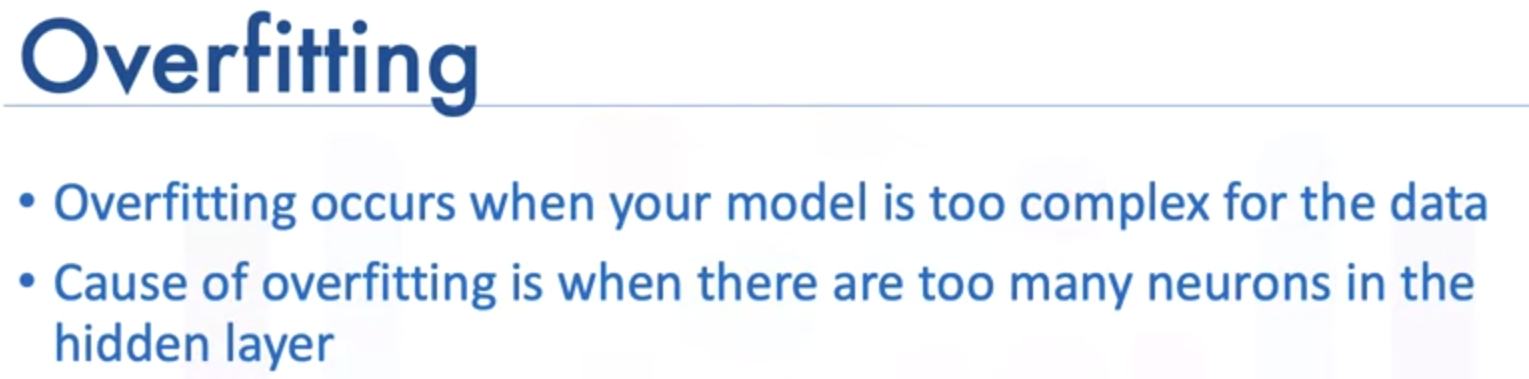 Overfitting
• Overfitting occurs when your model is too complex for the data
• Cause of overfitting is when there are too many neurons in the
hidden layer